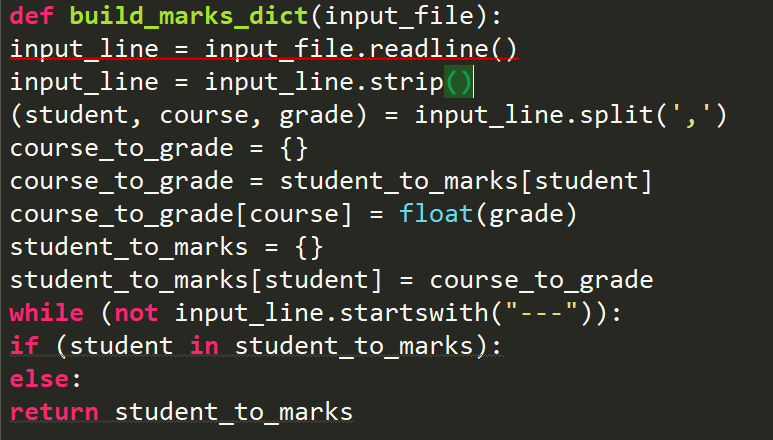 def build_marks_dict(input_file):
input_line = input_file.readline()
input_line = input_line.strip()
(student, course, grade) = input_line.split(',')
course_to_grade = {}
course_to_grade = student_to_marks[student]
course_to_grade[course] = float(grade)
student_to_marks = {}
student_to_marks[student] = course_to_grade
while (not input_line.startswith("---")):
if (student in student_to_marks):
else:
return student_to_marks